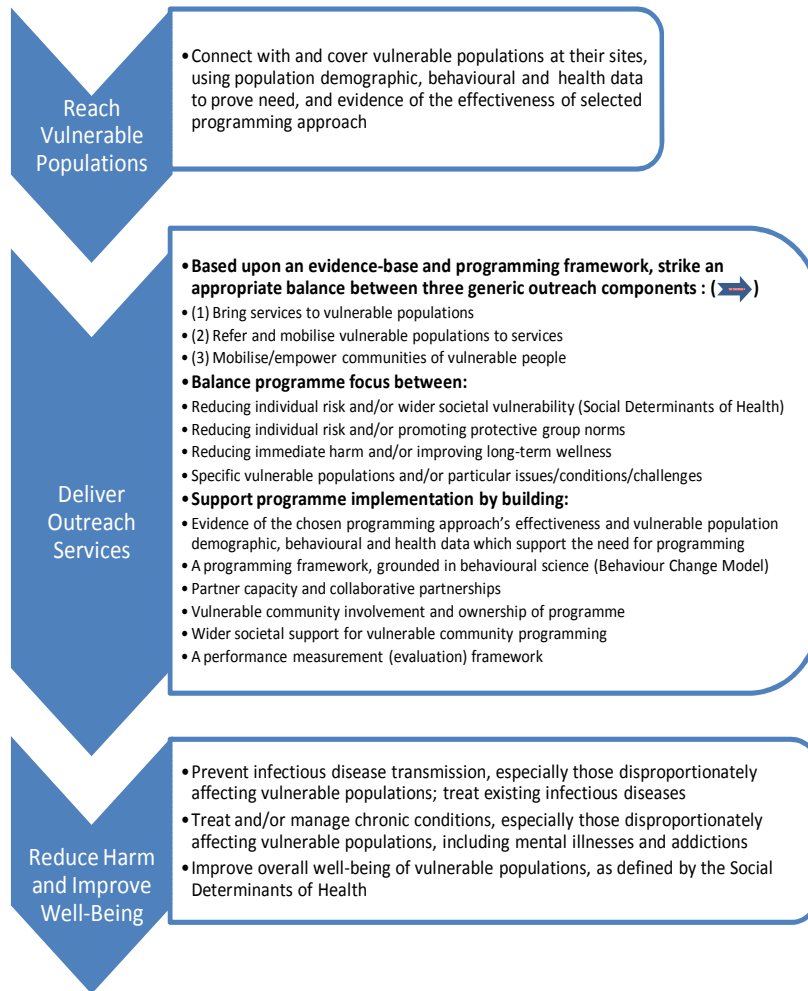 Reach
Vulnerable
Populations
•Connect with and cover vulnerable populations at their sites,
using population demographic, behavioural and health data
to prove need, and evidence of the effectiveness of selected
programming approach
Deliver
Outreach
Services
•Based upon an evidence-base and programming framework, strike an
appropriate balance between three generic outreach components : ( )
•(1) Bring services to vulnerable populations
•(2) Refer and mobilise vulnerable populations to services
•(3) Mobilise/empower communities of vulnerable people
•Balance programme focus between:
•Reducing individual risk and/or wider societal vulnerability (Social Determinants of Health)
•Reducing individual risk and/or promoting protective group norms
•Reducing immediate harm and/or improving long-term wellness
•Specific vulnerable populations and/or particular issues/conditions/challenges
•Support programme implementation by building:
•Evidence of the chosen programming approach's effectiveness and vulnerable population
demographic, behavioural and health data which support the need for programming
•A programming framework, grounded in behavioural science (Behaviour Change Model)
•Partner capacity and collaborative partnerships
•Vulnerable community involvement and ownership of programme
•Wider societal support for vulnerable community programming
•A performance measurement (evaluation) framework
Reduce Harm
and Improve
Well-Being
•Prevent infectious disease transmission, especially those disproportionately
affecting vulnerable populations; treat existing infectious diseases
•Treat and/or manage chronic conditions, especially those disproportionately
affecting vulnerable populations, including mental illnesses and addictions
•Improve overall well-being of vulnerable populations, as defined by the Social
Determinants of Health